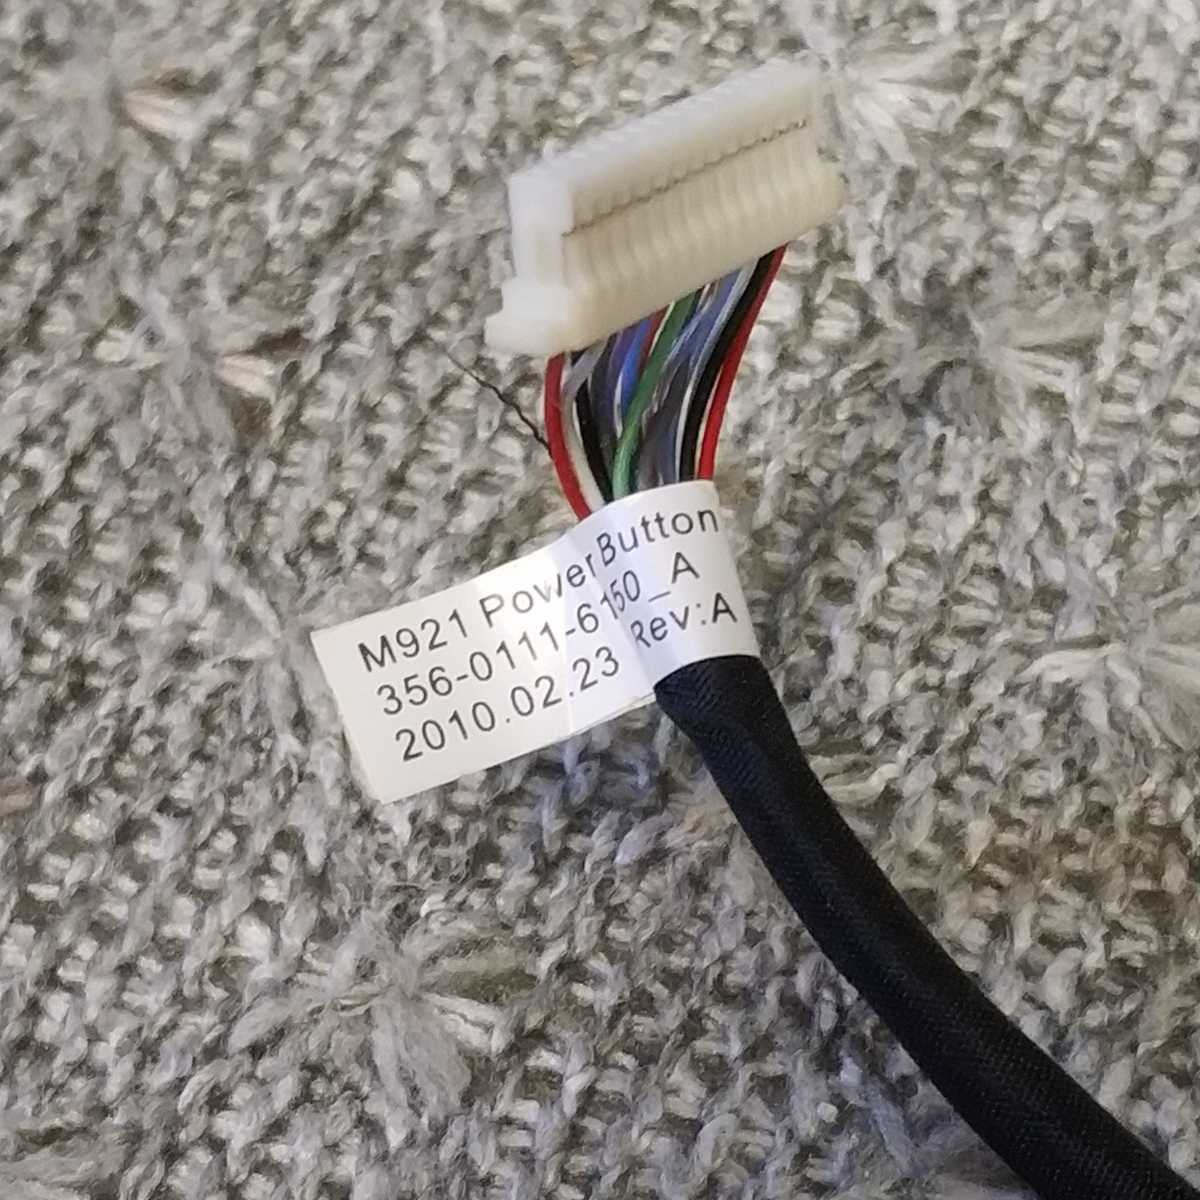 M921 PowerButton
356-0111-6150_A
2010.02.23 Rev:A